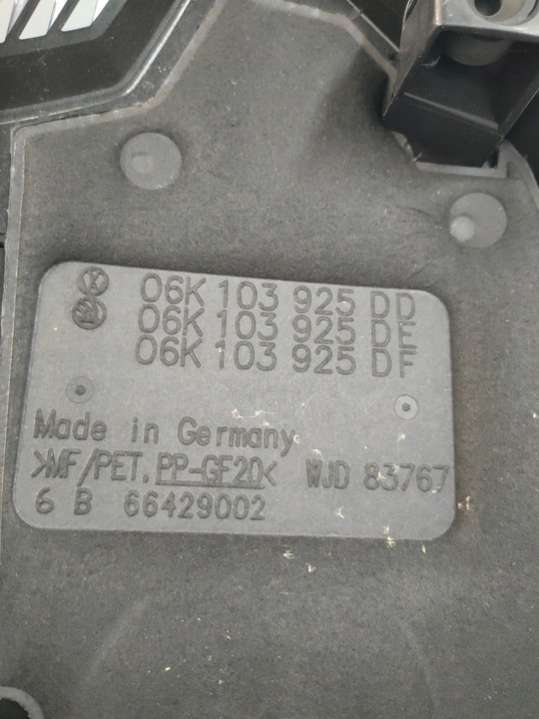 06K 103 925 DD
06K 103 925 DE
06K 103 925 DF
Made in Germany
>MF/PET, PP-GF20< WJD 83767
6 B 66429002